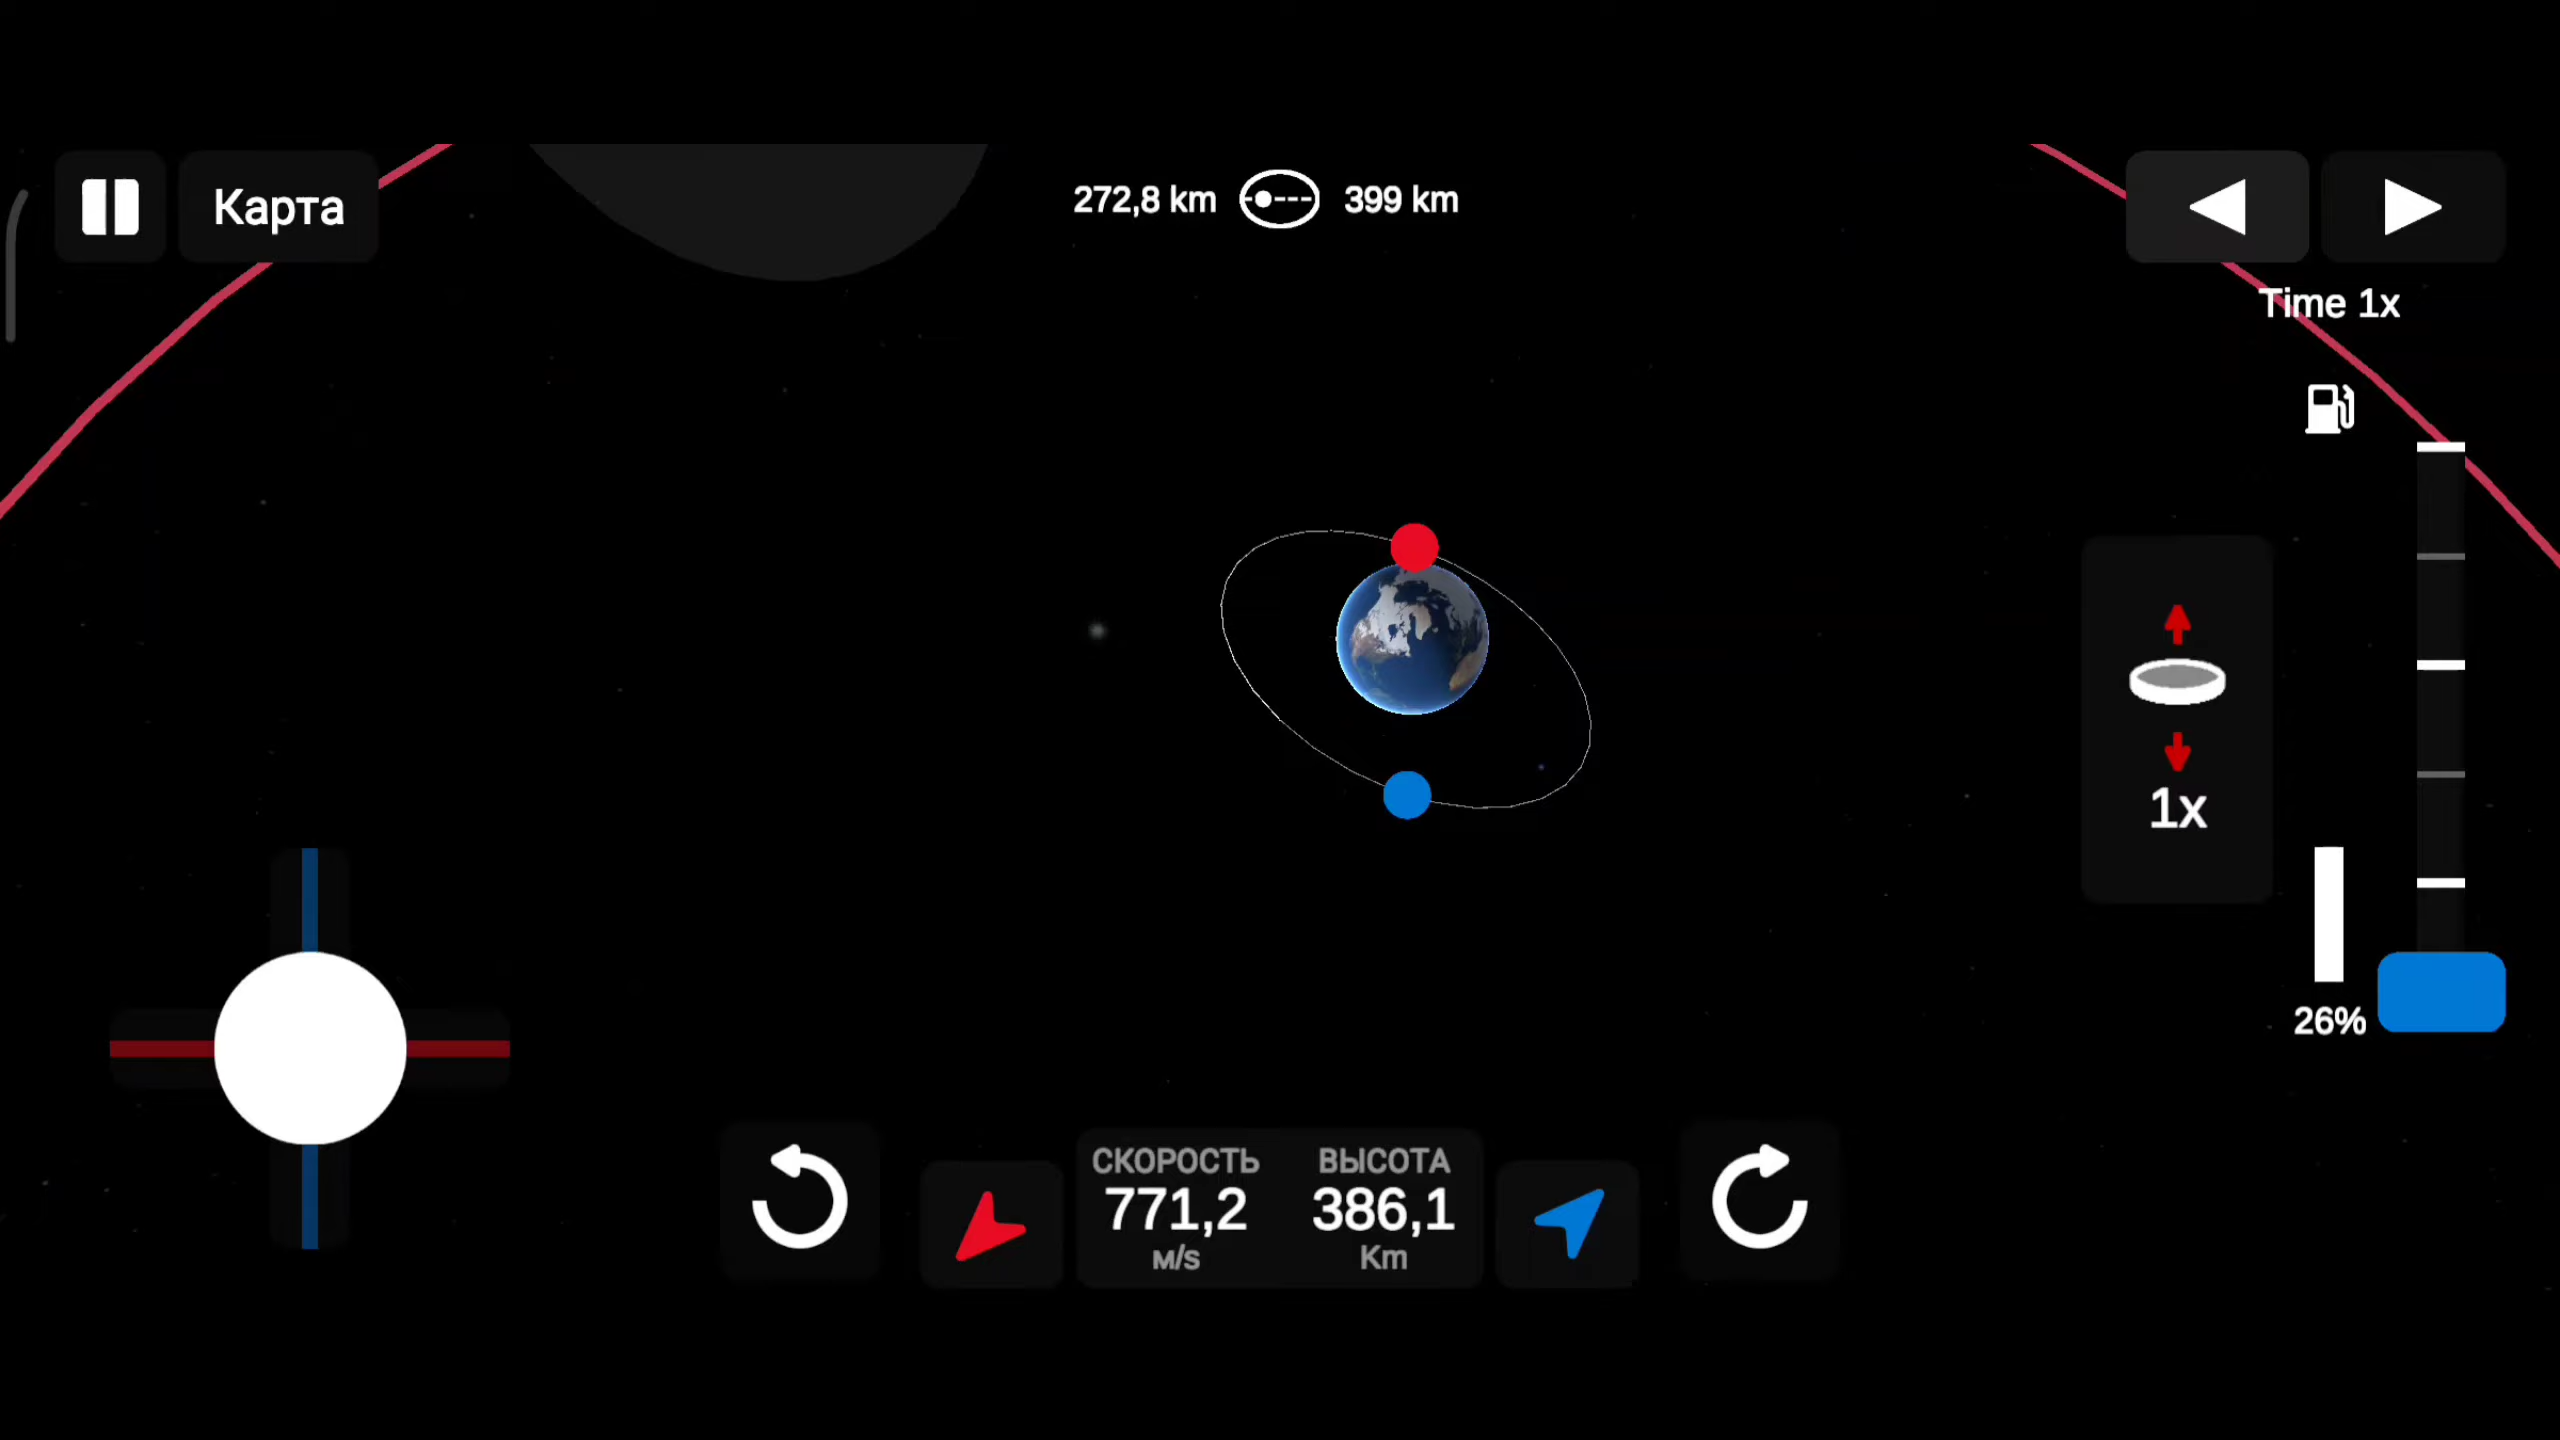 Карта
272,8 km 399 km
Time 1x
1x
26%
СКОРОСТЬ ВЫСОТА
771,2 386,1
м/s Km